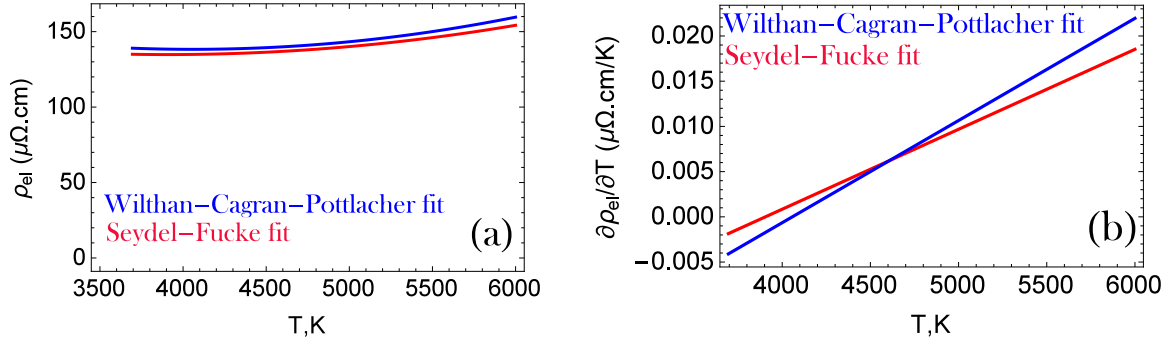 150
100
50
0
ρel (μΩ.cm)
Wilthan−Cagran−Pottlacher fit
Seydel−Fucke fit
(a)
3500 4000 4500 5000 5500 6000
T,K
Wilthan−Cagran−Pottlacher fit
Seydel−Fucke fit
0.020
0.015
0.010
0.005
0.000
−0.005
∂ρel/∂T (μΩ.cm/K)
(b)
4000 4500 5000 5500 6000
T,K